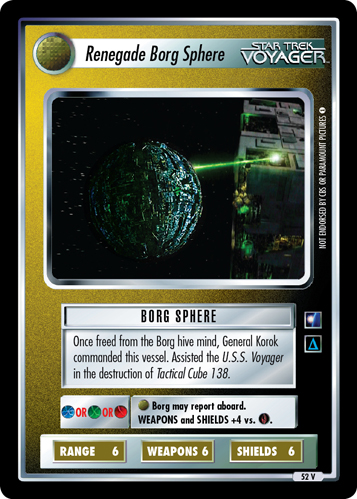 Renegade Borg Sphere
STAR TREK
VOYAGER
NOT ENDORSED BY CBS OR PARAMOUNT PICTURES
BORG SPHERE
Once freed from the Borg hive mind, General Korok
commanded this vessel. Assisted the U.S.S. Voyager
in the destruction of Tactical Cube 138.
OR OR
Borg may report aboard.
WEAPONS and SHIELDS +4 vs. .
RANGE 6
WEAPONS 6
SHIELDS 6
52 V